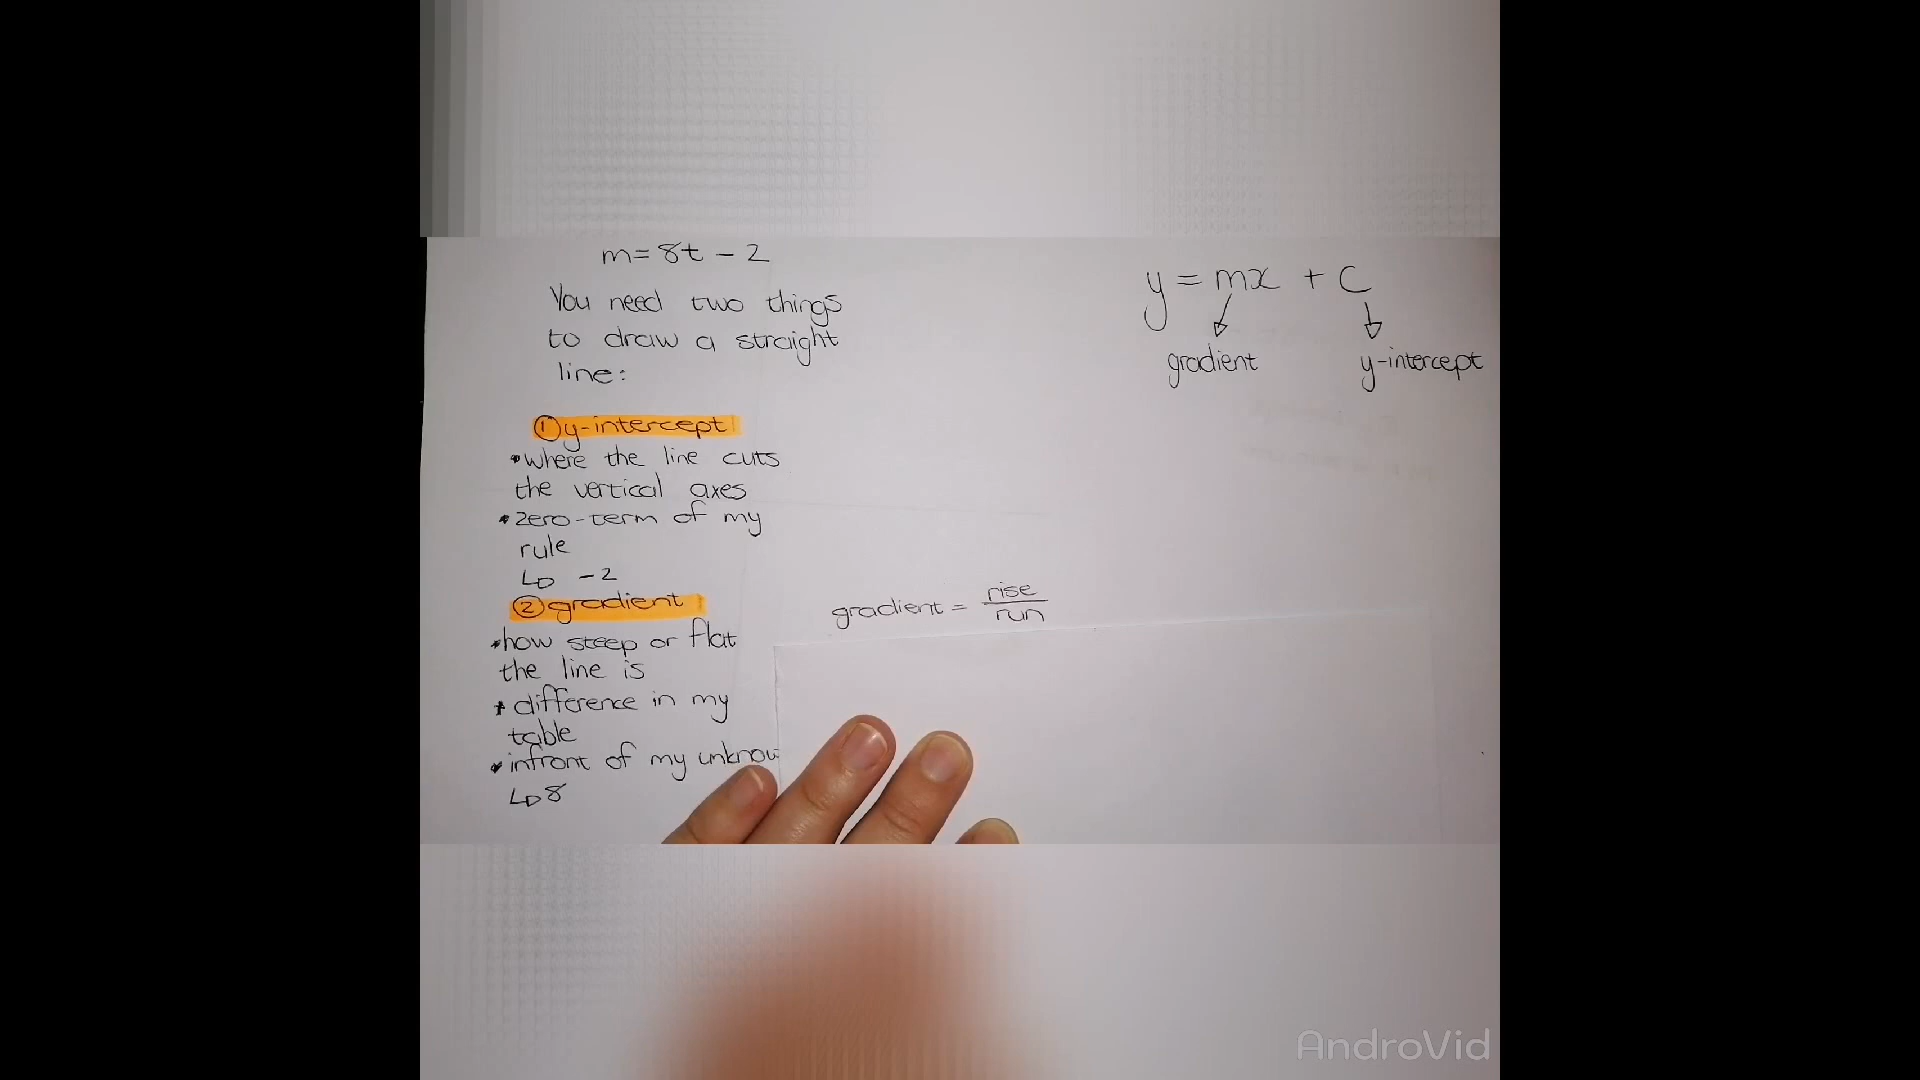 m = 8t - 2
You need two things
to draw a straight
line:
① y-intercept
• where the line cuts
the vertical axes
• zero-term of my
rule
↳ -2
② gradient
• how steep or flat
the line is
• difference in my
table
• infront of my unknow
↳ 8
gradient = rise
run
y = mx + c
gradient
y-intercept
AndroVid